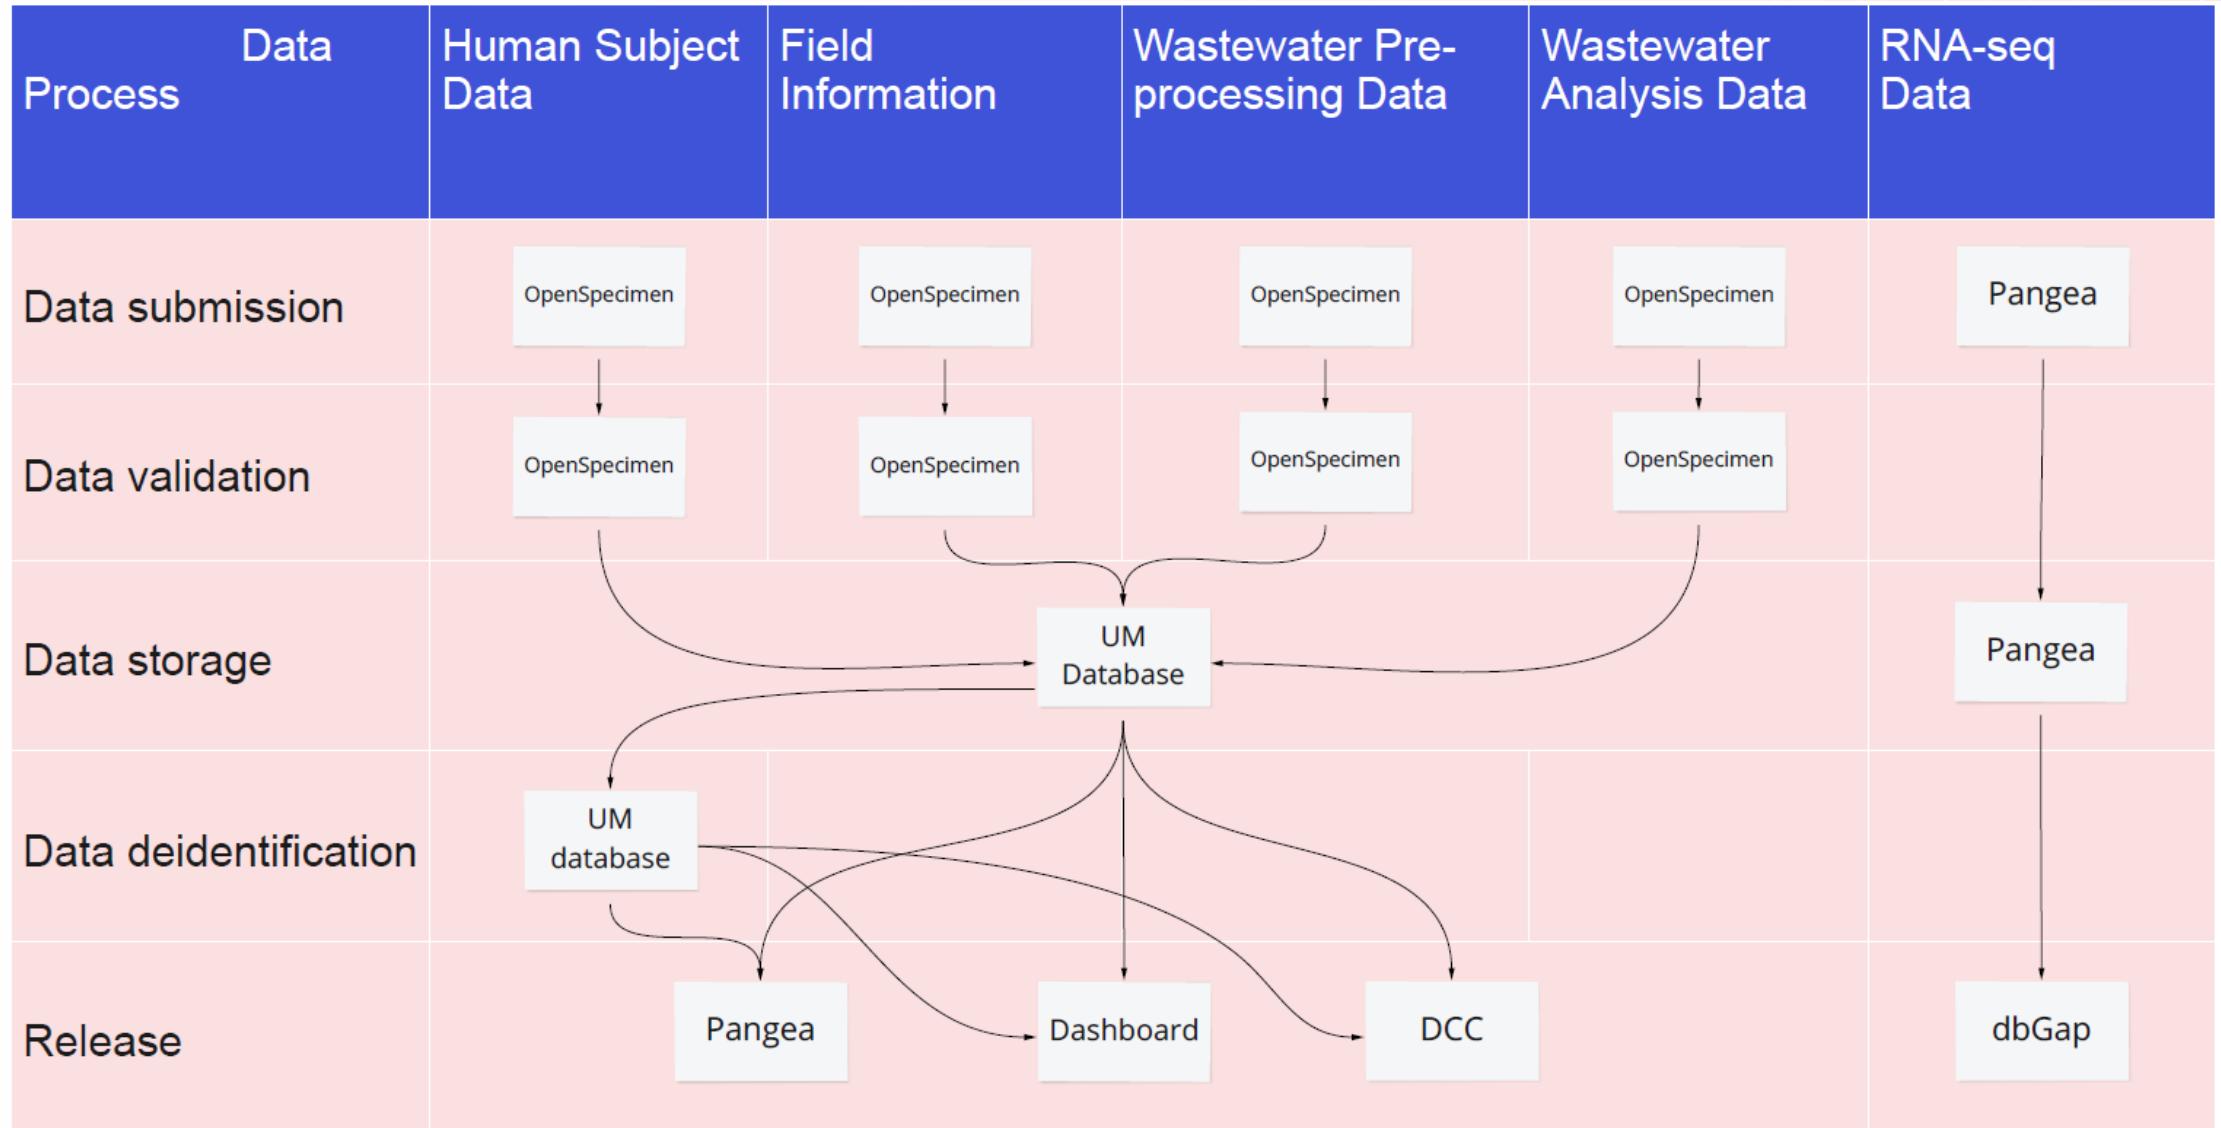 Data
Process
Human Subject
Data
Field
Information
Wastewater Pre-
processing Data
Wastewater
Analysis Data
RNA-seq
Data
Data submission
OpenSpecimen
OpenSpecimen
OpenSpecimen
OpenSpecimen
Pangea
Data validation
OpenSpecimen
OpenSpecimen
OpenSpecimen
OpenSpecimen
Data storage
UM
Database
Pangea
Data deidentification
UM
database
Release
Pangea
Dashboard
DCC
dbGap